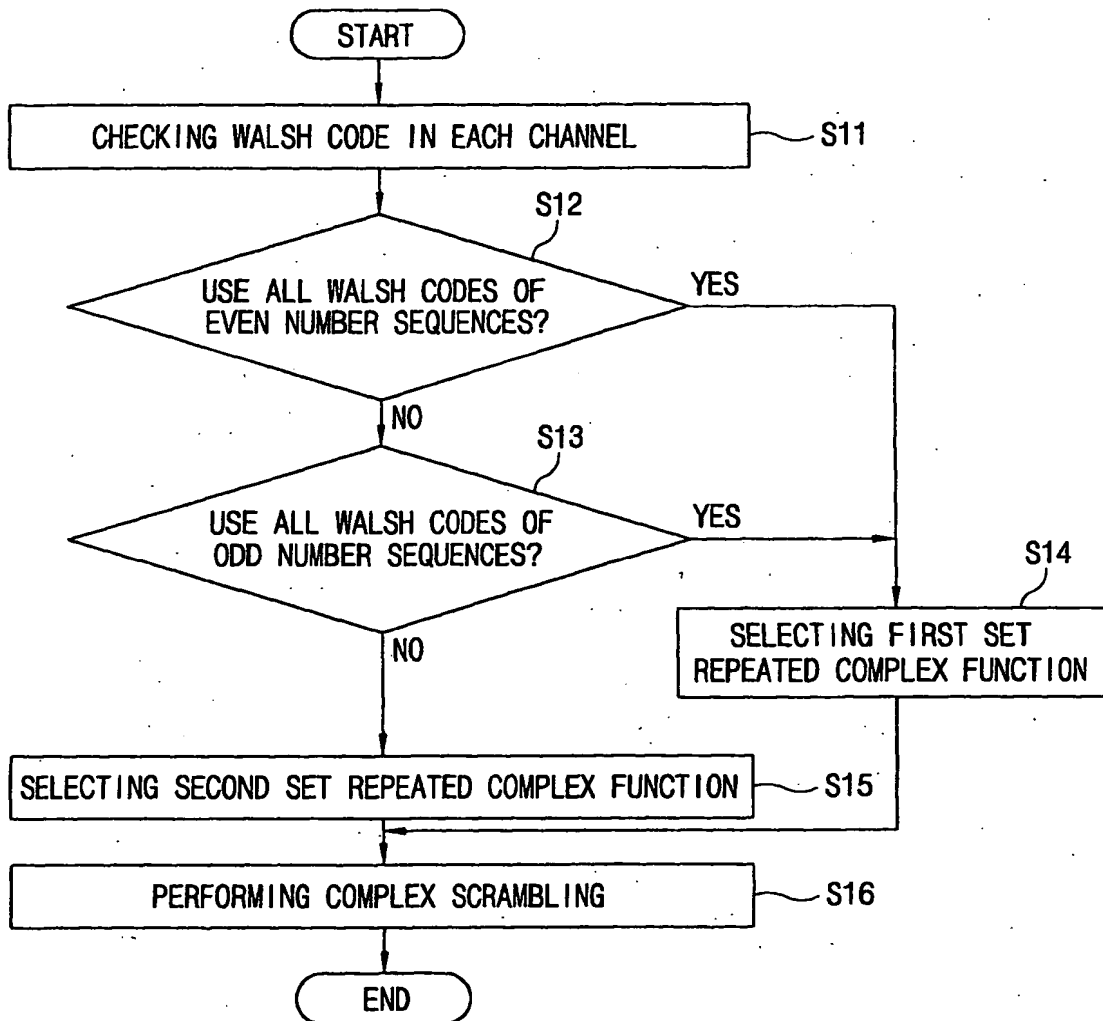 START
CHECKING WALSH CODE IN EACH CHANNEL
S11
S12
USE ALL WALSH CODES OF
EVEN NUMBER SEQUENCES?
YES
NO
S13
USE ALL WALSH CODES OF
ODD NUMBER SEQUENCES?
YES
NO
S14
SELECTING FIRST SET
REPEATED COMPLEX FUNCTION
SELECTING SECOND SET REPEATED COMPLEX FUNCTION
S15
PERFORMING COMPLEX SCRAMBLING
S16
END